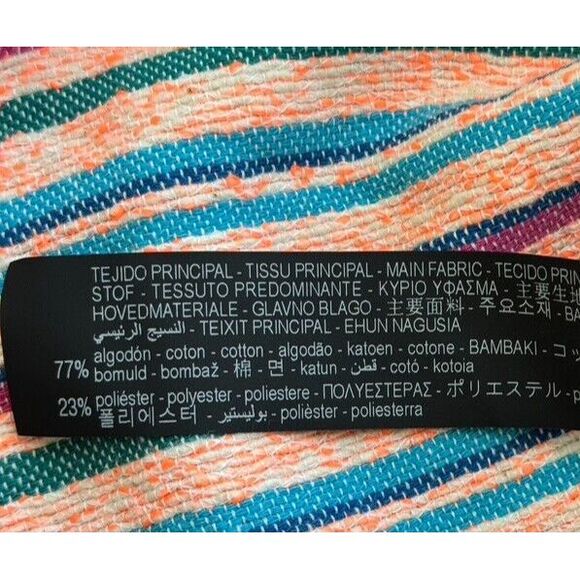 TEJIDO PRINCIPAL - TISSU PRINCIPAL - MAIN FABRIC - TECIDO PRIN
STOF - TESSUTO PREDOMINANTE - ΚΥΡΙΟ ΥΦΑΣΜΑ - 主要生地
HOVEDMATERIALE - GLAVNO BLAGO - 主要面料 - 주요소재 - BA
النسيج الرئيسي - TEIXIT PRINCIPAL - EHUN NAGUSIA
77% algodón - coton - cotton - algodão - katoen - cotone - BAMBAKI - コッ
bomuld - bombaž - 棉 - 면 - katun - قطن - cotó - kotoia
23% poliéster - polyester - poliestere - ΠΟΛΥΕΣΤΕΡΑΣ - ポリエステル - p
폴리에스터 - بوليستير - polièster - poliesterra